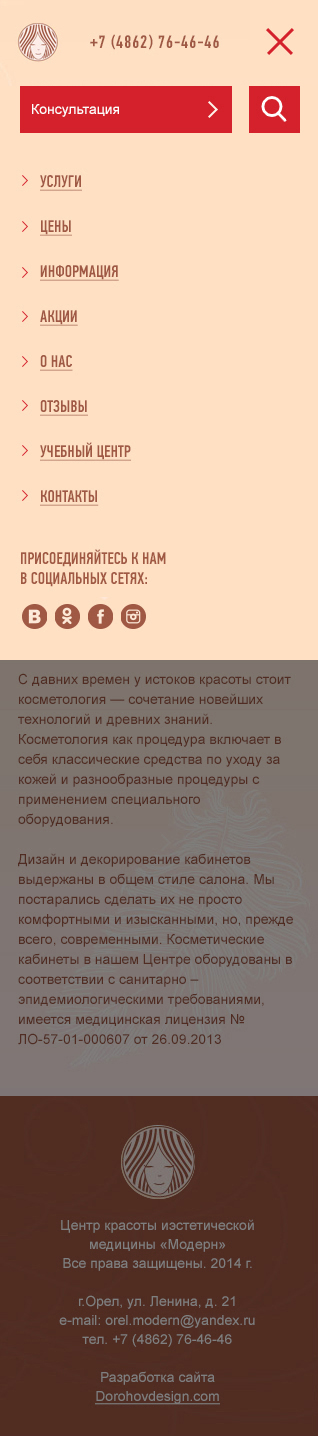 +7 (4862) 76-46-46
Консультация
УСЛУГИ
ЦЕНЫ
ИНФОРМАЦИЯ
АКЦИИ
О НАС
ОТЗЫВЫ
УЧЕБНЫЙ ЦЕНТР
КОНТАКТЫ
ПРИСОЕДИНЯЙТЕСЬ К НАМ
В СОЦИАЛЬНЫХ СЕТЯХ:
С давних времен у истоков красоты стоит
косметология — сочетание новейших
технологий и древних знаний.
Косметология как процедура включает в
себя классические средства по уходу за
кожей и разнообразные процедуры с
применением специального
оборудования.
Дизайн и декорирование кабинетов
выдержаны в общем стиле салона. Мы
постарались сделать их не просто
комфортными и изысканными, но, прежде
всего, современными. Косметические
кабинеты в нашем Центре оборудованы в
соответствии с санитарно –
эпидемиологическими требованиями,
имеется медицинская лицензия №
ЛО-57-01-000607 от 26.09.2013
Центр красоты иэстетической
медицины «Модерн»
Все права защищены. 2014 г.
г.Орел, ул. Ленина, д. 21
e-mail: orel.modern@yandex.ru
тел. +7 (4862) 76-46-46
Разработка сайта
Dorohovdesign.com